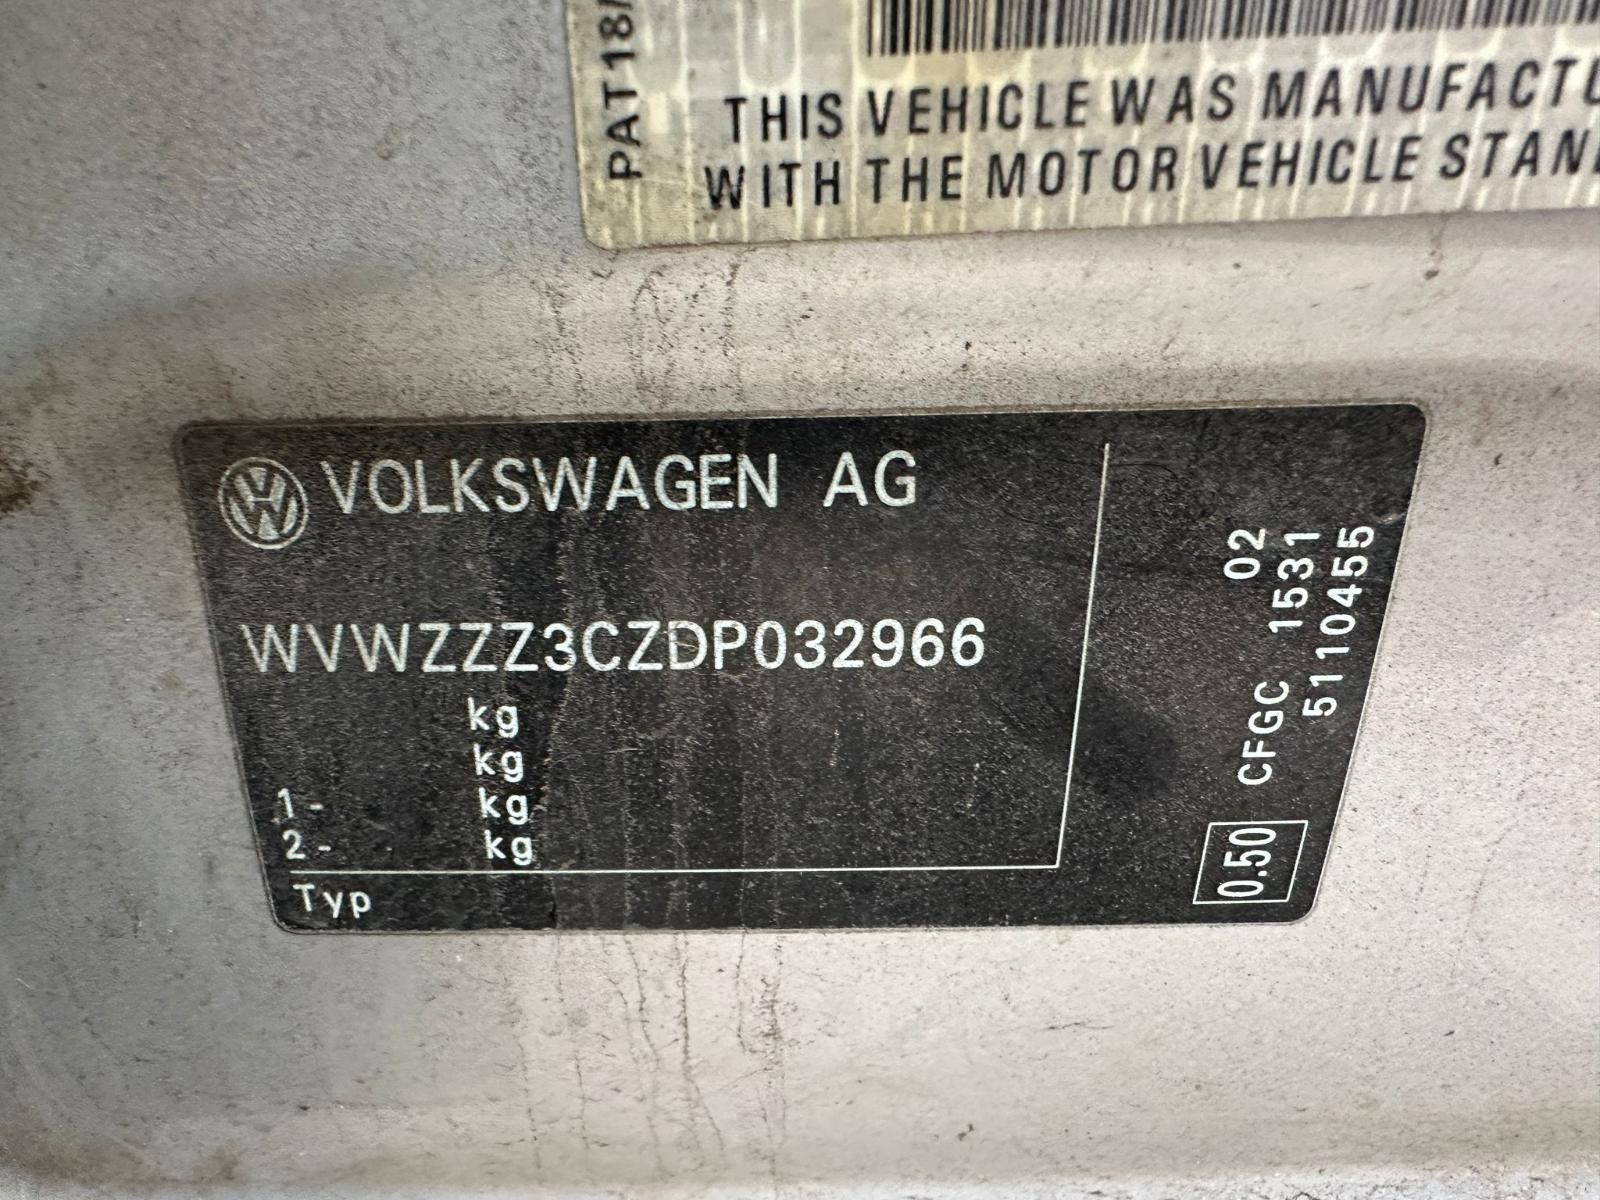 PAT18/
THIS VEHICLE WAS MANUFACTU
WITH THE MOTOR VEHICLE STAN
VOLKSWAGEN AG
WVWZZZ3CZDP032966
kg
kg
1- kg
2- kg
Typ
0.50 CFGC 1531 02
5110455